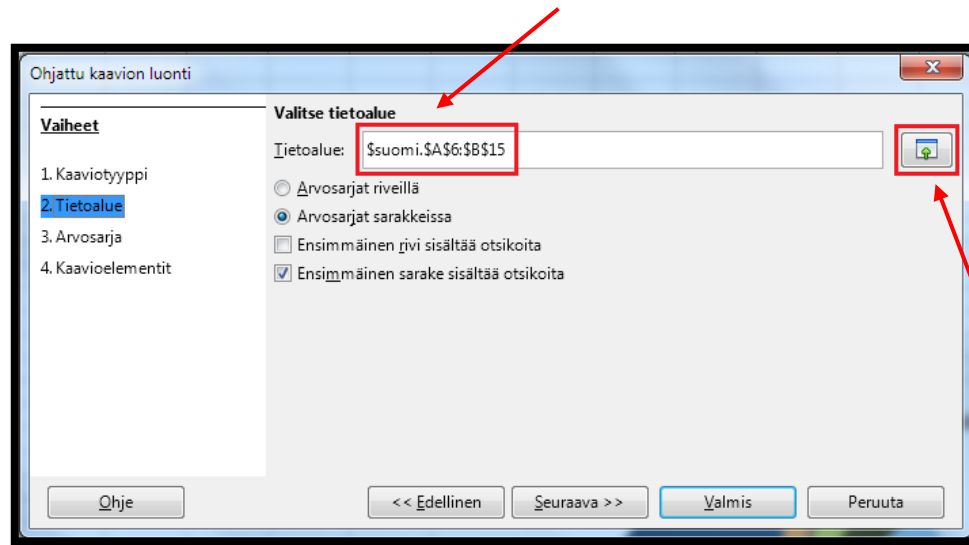 Ohjattu kaavion luonti
Vaiheet
1. Kaaviotyyppi
2. Tietoalue
3. Arvosarja
4. Kaavioelementit
Valitse tietoalue
Tietoalue: $suomi.$A$6:$B$15
Arvosarjat riveillä
Arvosarjat sarakkeissa
Ensimmäinen rivi sisältää otsikoita
Ensimmäinen sarake sisältää otsikoita
Ohje << Edellinen Seuraava >> Valmis Peruuta